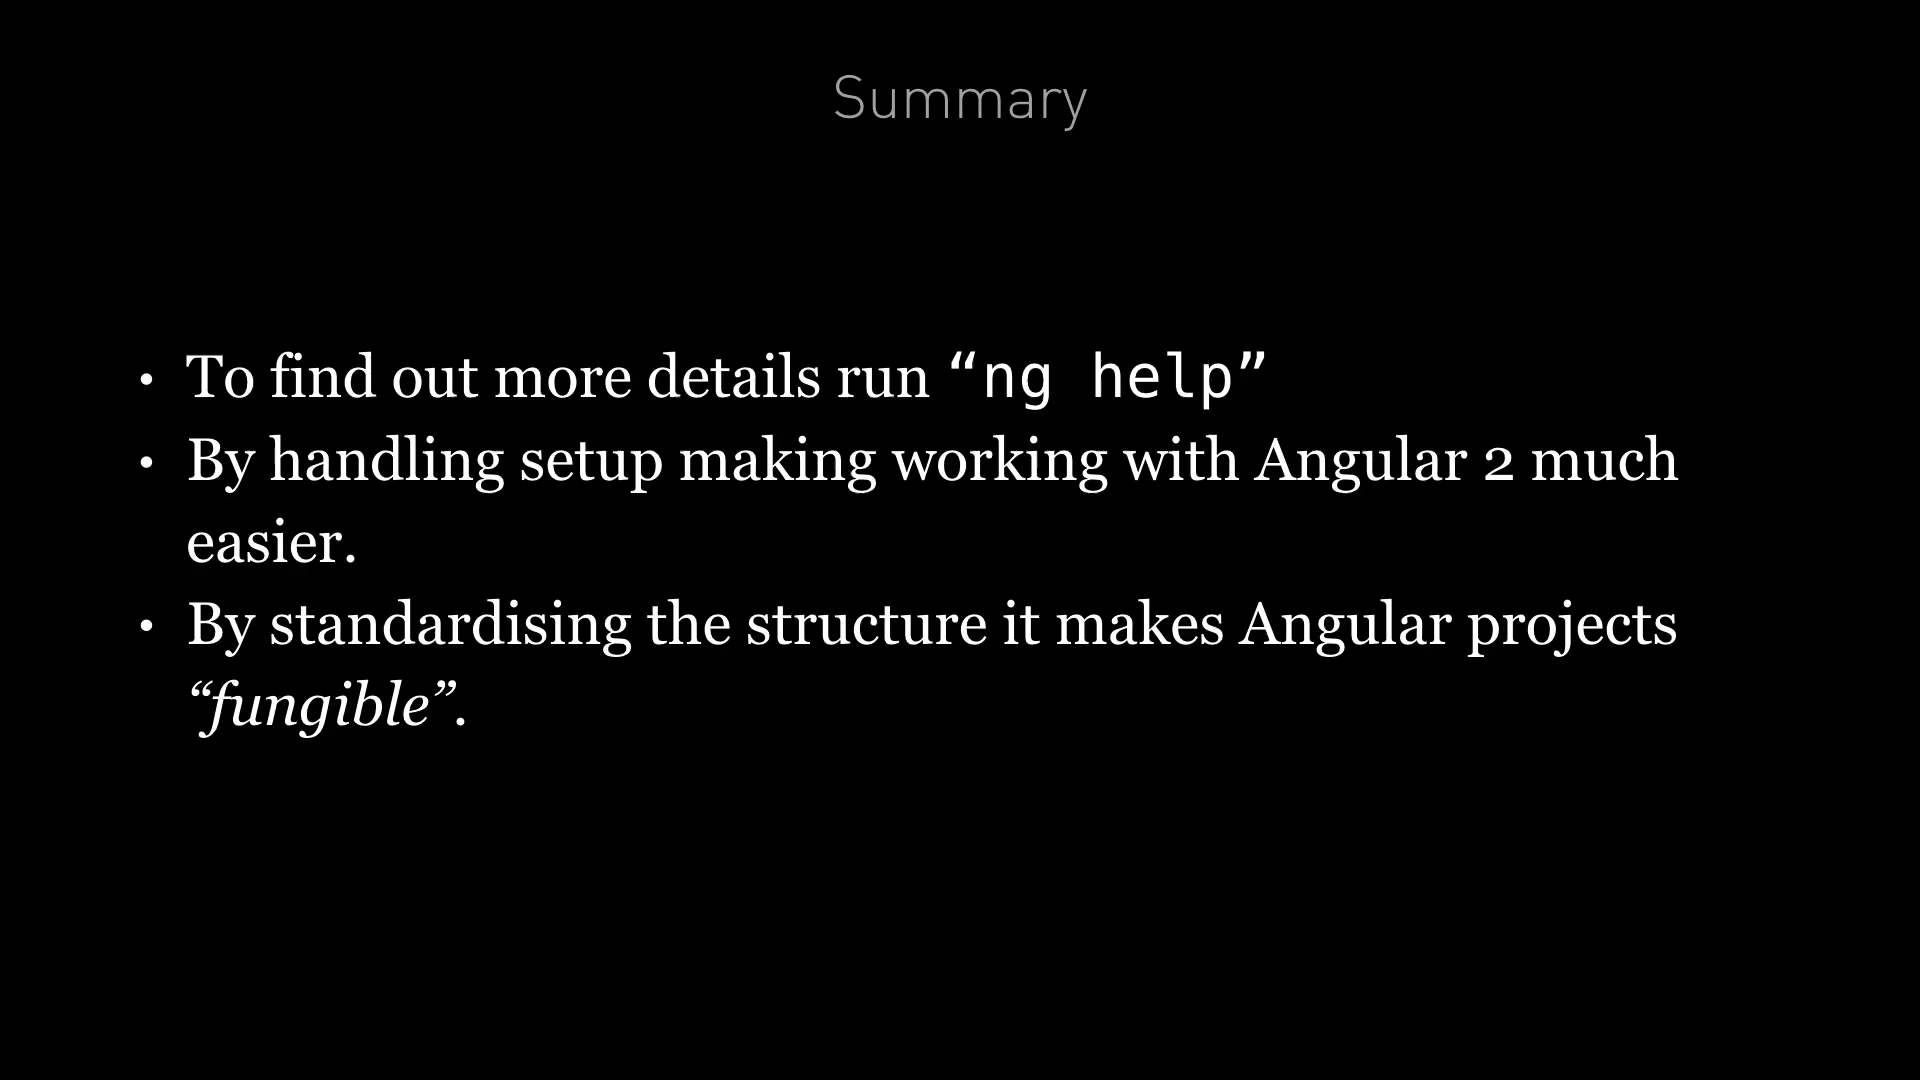 Summary
• To find out more details run “ng help”
• By handling setup making working with Angular 2 much
easier.
• By standardising the structure it makes Angular projects
“fungible”.